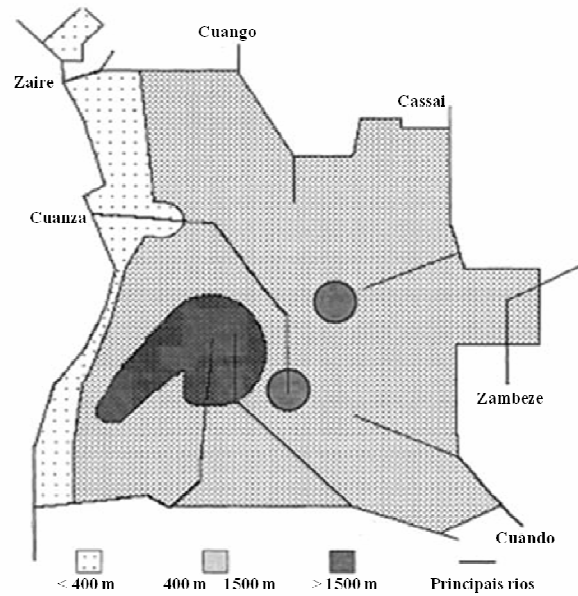 Cuango
Zaire
Cassai
Cuanza
Zambeze
Cuando
< 400 m
400 m 1500 m
> 1500 m
Principais rios